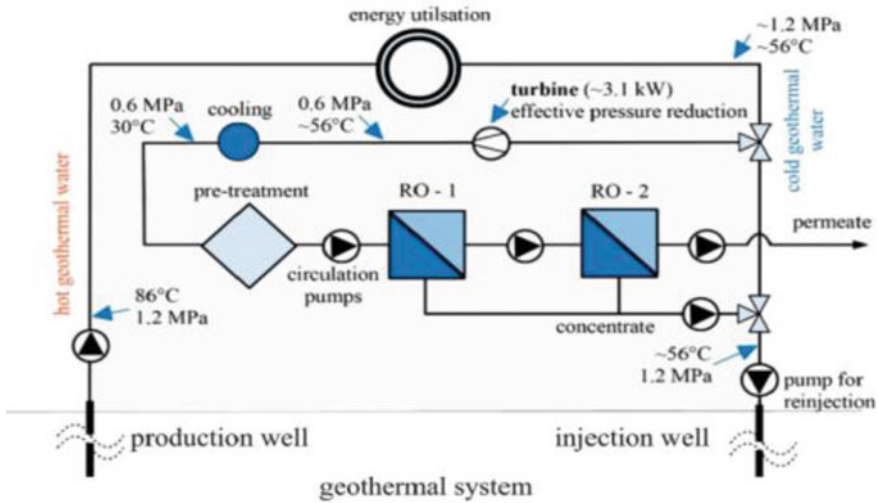 energy utilisation
~1.2 MPa
~56°C
0.6 MPa
30°C
cooling
0.6 MPa
~56°C
turbine (~3.1 kW)
effective pressure reduction
cold geothermal
water
hot geothermal water
pre-treatment
RO - 1
RO - 2
permeate
circulation
pumps
86°C
1.2 MPa
concentrate
~56°C
1.2 MPa
pump for
reinjection
production well
injection well
geothermal system